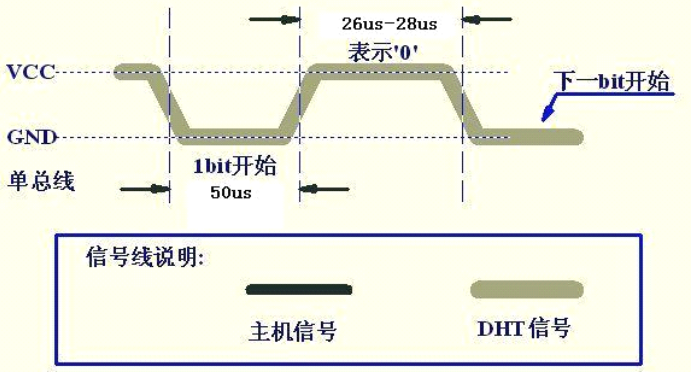 26us-28us
表示'0'
VCC
下一bit开始
GND
1bit开始
单总线
50us
信号线说明:
主机信号
DHT信号